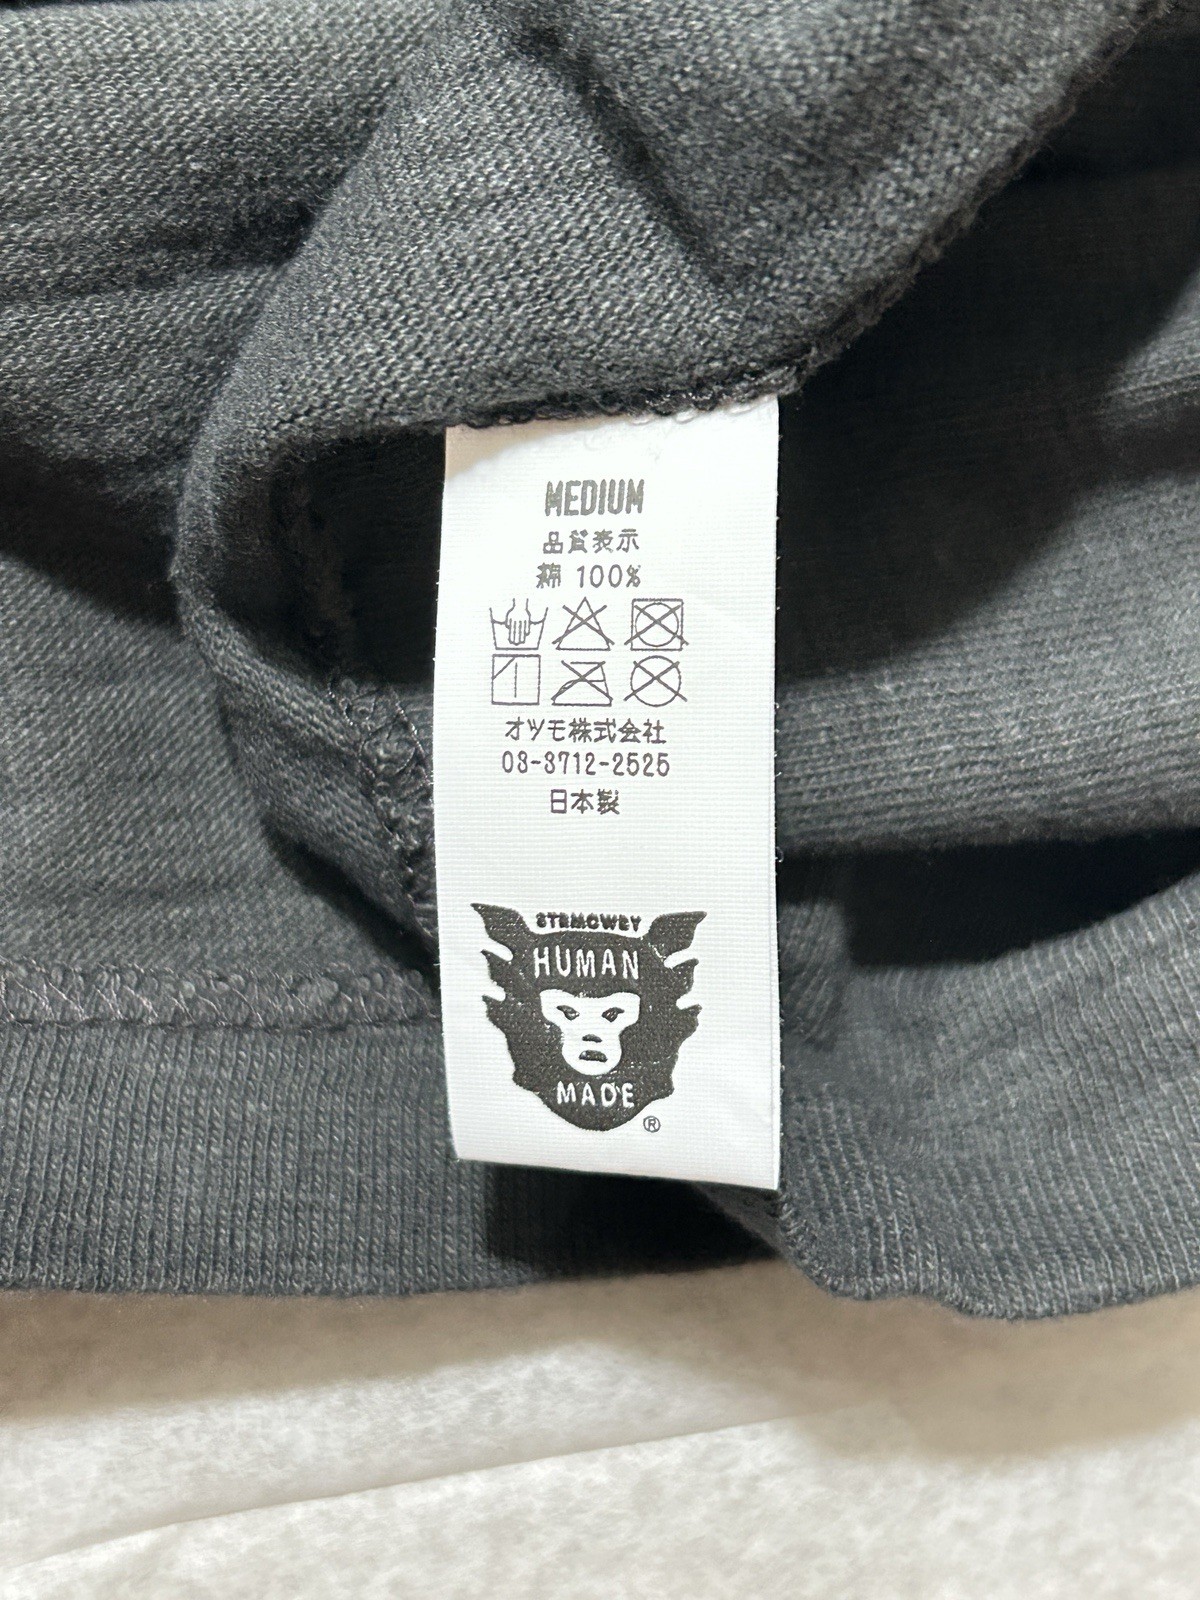 MEDIUM
品質表示
綿 100%
オツモ株式会社
03-3712-2525
日本製
STRMCWBY
HUMAN
MADE
®